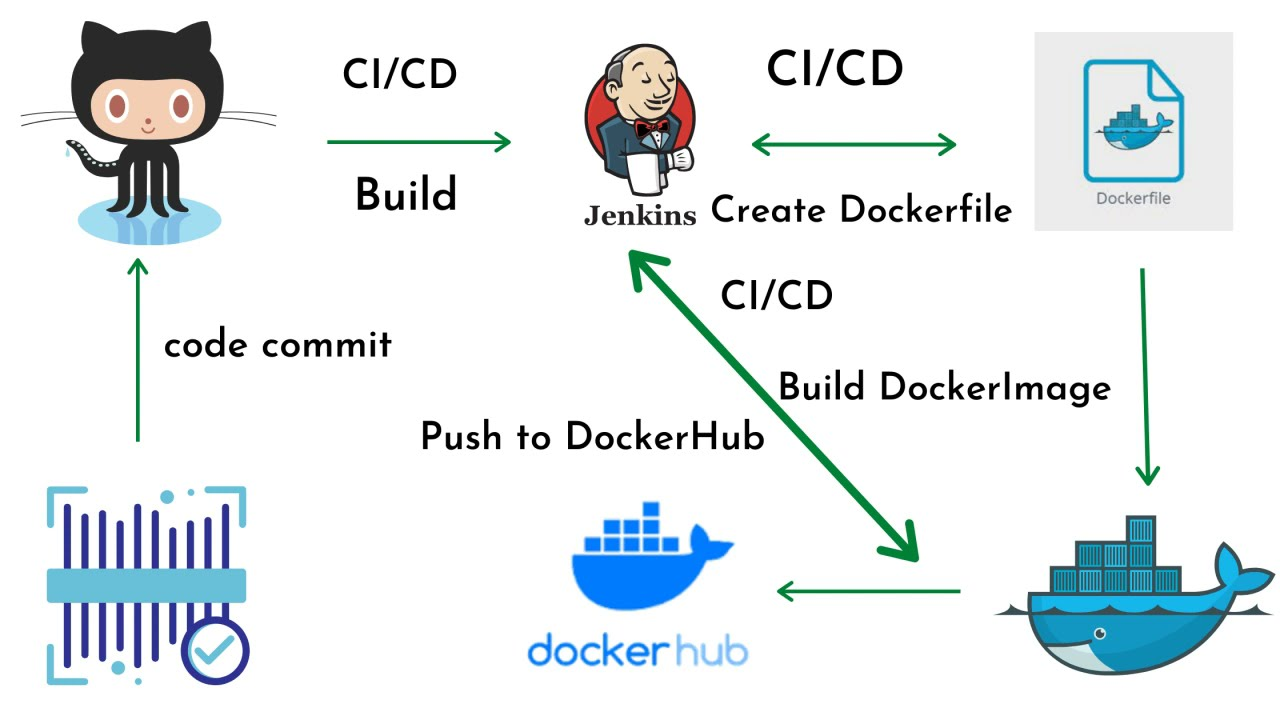 CI/CD
Build
Jenkins
CI/CD
Create Dockerfile
Dockerfile
code commit
CI/CD
Build DockerImage
Push to DockerHub
dockerhub